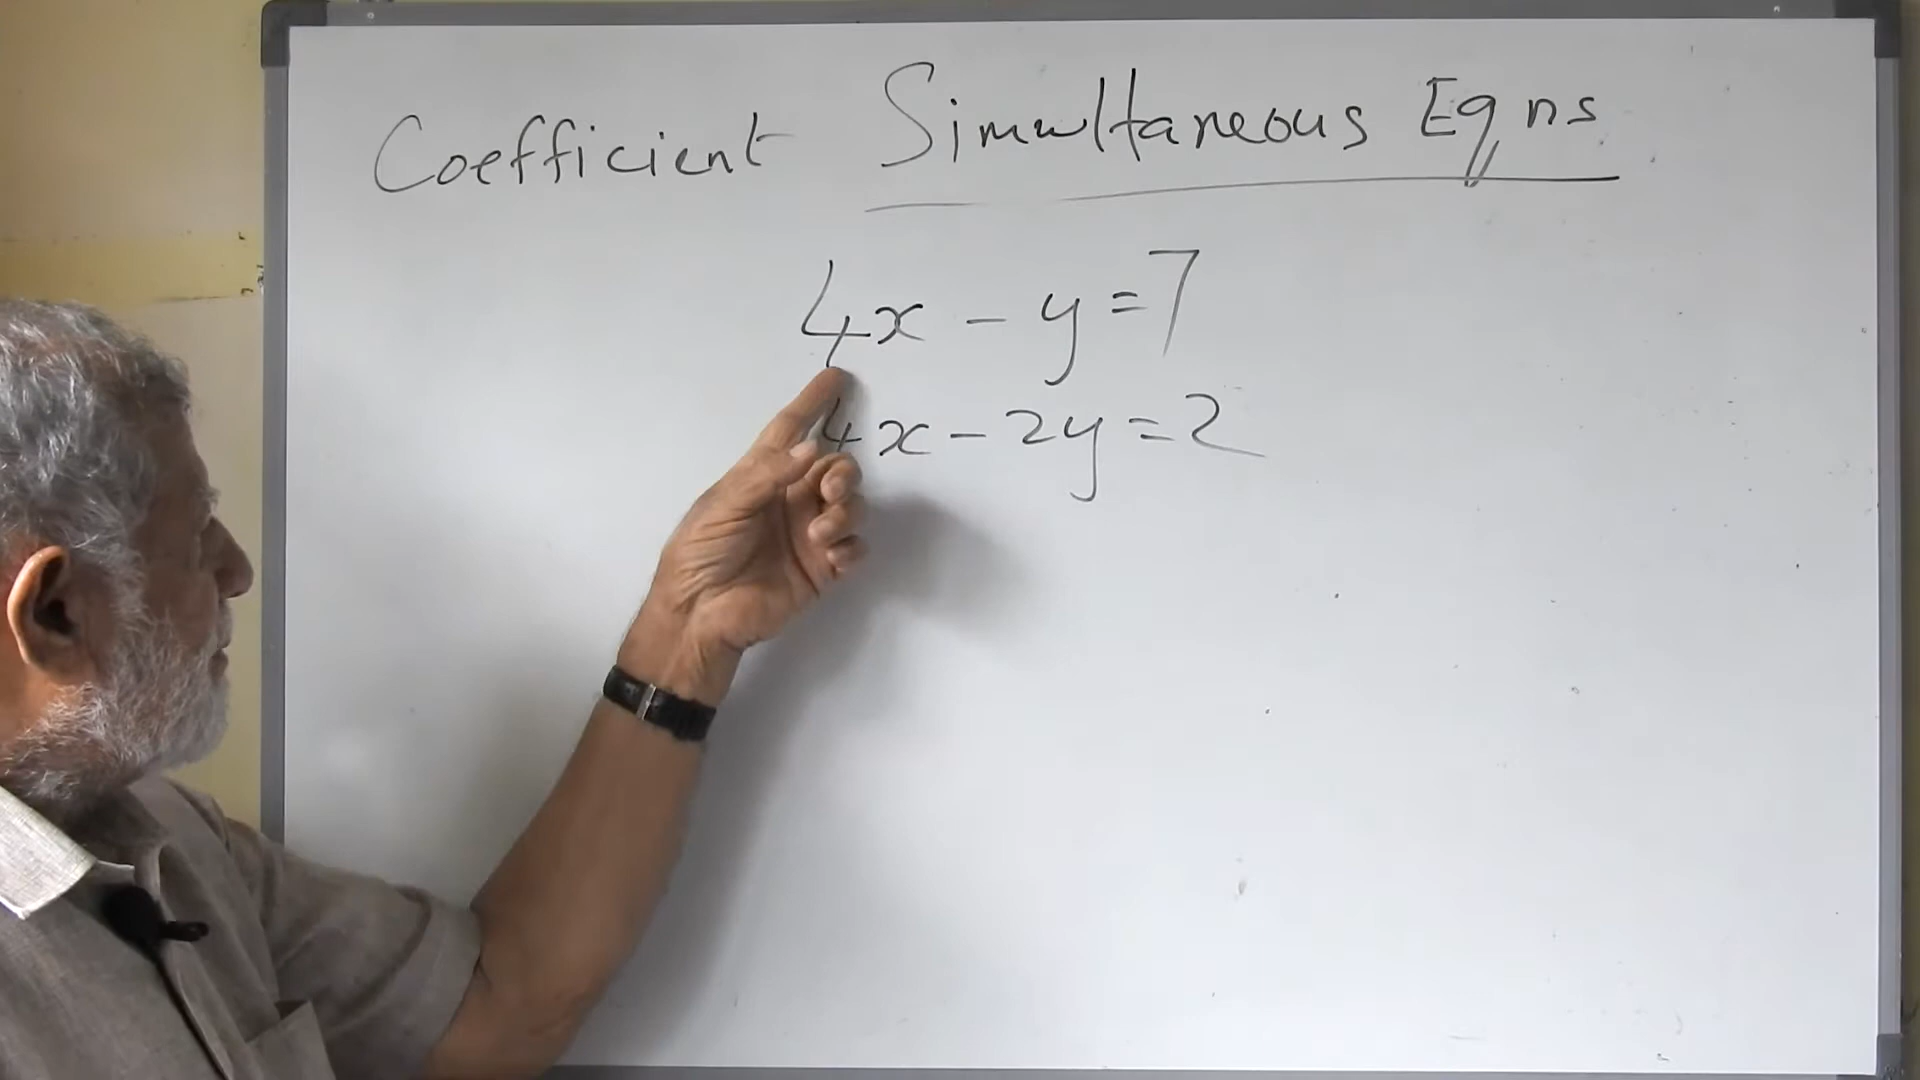 Coefficient Simultaneous Eqns
4x - y = 7
4x - 2y = 2